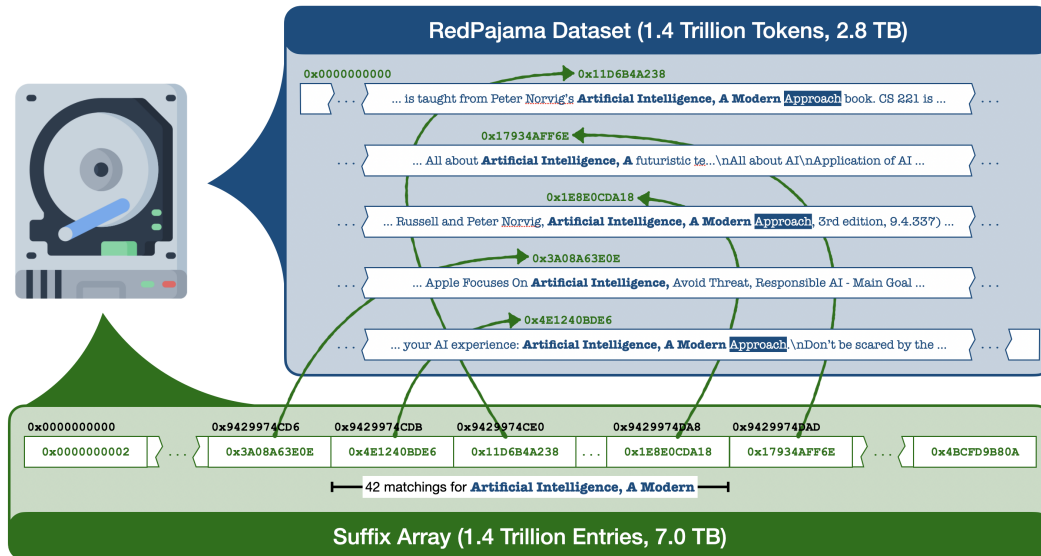 RedPajama Dataset (1.4 Trillion Tokens, 2.8 TB)
0x0000000000
0x11D6B4A238
... is taught from Peter Norvig's Artificial Intelligence, A Modern Approach book. CS 221 is ...
...
0x17934AFF6E
... All about Artificial Intelligence, A futuristic te...\nAll about AI\nApplication of AI ...
...
0x1E8E0CDA18
... Russell and Peter Norvig, Artificial Intelligence, A Modern Approach, 3rd edition, 9.4.337) ...
...
0x3A08A63E0E
... Apple Focuses On Artificial Intelligence, Avoid Threat, Responsible AI - Main Goal ...
...
0x4E1240BDE6
... your AI experience: Artificial Intelligence, A Modern Approach.\nDon't be scared by the ...
...
0x0000000000 0x9429974CD6 0x9429974CDB 0x9429974CE0 0x9429974DA8 0x9429974DAD
0x0000000002 ... 0x3A08A63E0E 0x4E1240BDE6 0x11D6B4A238 ... 0x1E8E0CDA18 0x17934AFF6E ... 0x4BCFD9B80A
42 matchings for Artificial Intelligence, A Modern
Suffix Array (1.4 Trillion Entries, 7.0 TB)